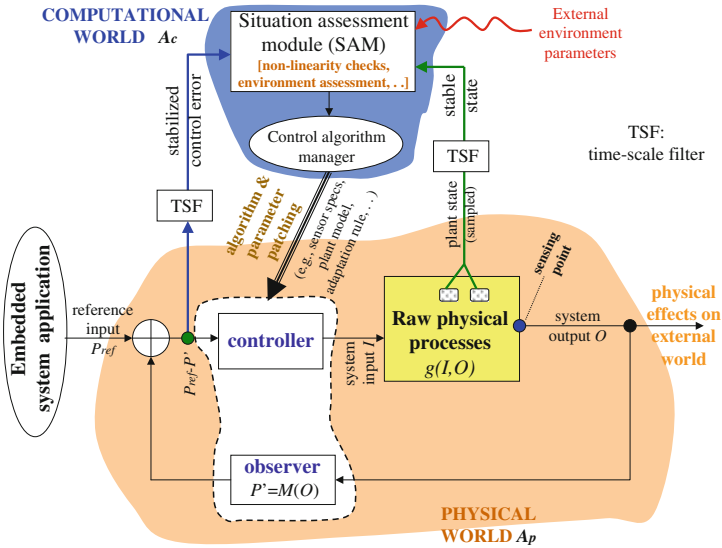 COMPUTATIONAL
WORLD Ac
Situation assessment
module (SAM)
[non-linearity checks,
environment assessment, . .]
External
environment
parameters
stabilized
control error
stable
state
Control algorithm
manager
TSF:
time-scale filter
TSF
TSF
algorithm &
parameter
patching
(e.g., sensor specs,
plant model,
adaptation rule, . . )
plant state
(sampled)
sensing
point
Embedded
system application
reference
input
Pref
Pref-P'
controller
system
input I
Raw physical
processes
g(I,O)
system
output O
physical
effects on
external
world
observer
P'=M(O)
PHYSICAL
WORLD Ap